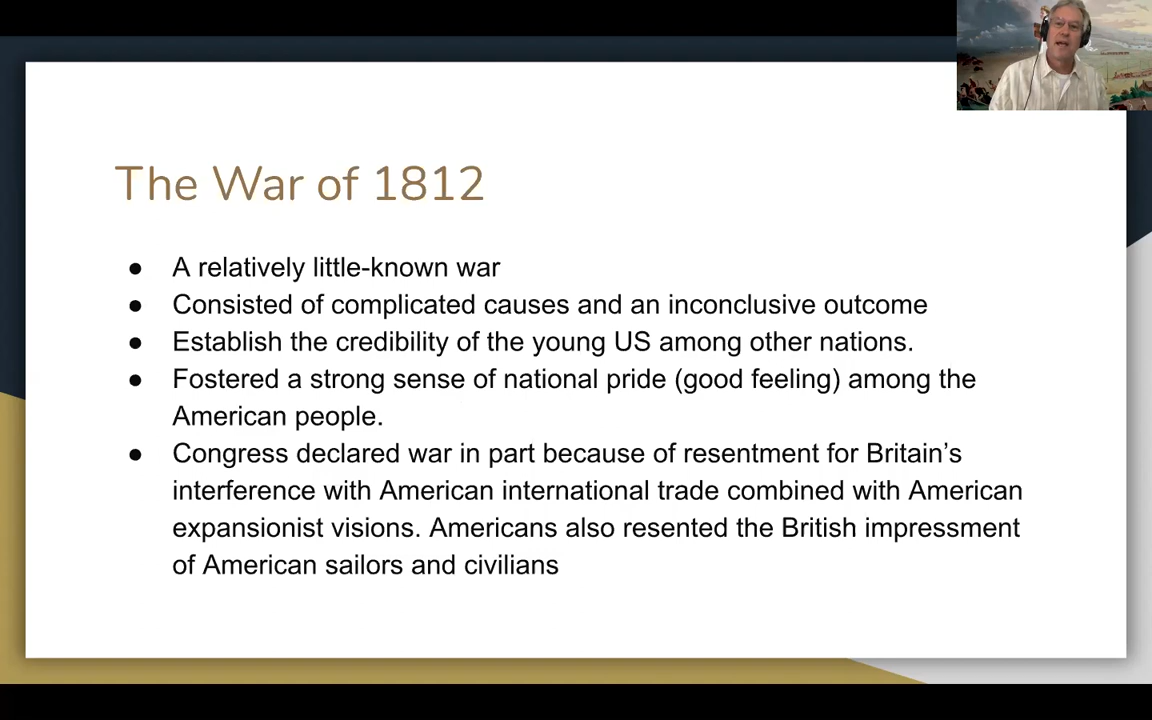 The War of 1812
● A relatively little-known war
● Consisted of complicated causes and an inconclusive outcome
● Establish the credibility of the young US among other nations.
● Fostered a strong sense of national pride (good feeling) among the
American people.
● Congress declared war in part because of resentment for Britain’s
interference with American international trade combined with American
expansionist visions. Americans also resented the British impressment
of American sailors and civilians